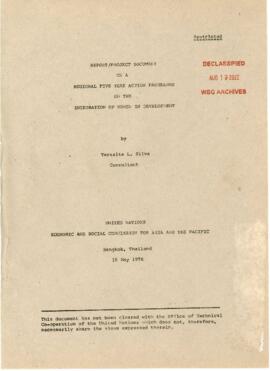 Restricted
DECLASSIFIED
AUG 1 2022
WBG ARCHIVES
REPORT/PROJECT DOCUMENT
ON A
REGIONAL FIVE YEAR ACTION PROGRAMME
ON THE
INTEGRATION OF WOMEN IN DEVELOPMENT
by
Teresita L. Silva
Consultant
UNITED NATIONS
ECONOMIC AND SOCIAL COMMISSION FOR ASIA AND THE PACIFIC
Bangkok, Thailand
15 May 1976
This document has not been cleared with the Office of Technical
Co-operation of the United Nations which does not, therefore,
necessarily share the views expressed therein.